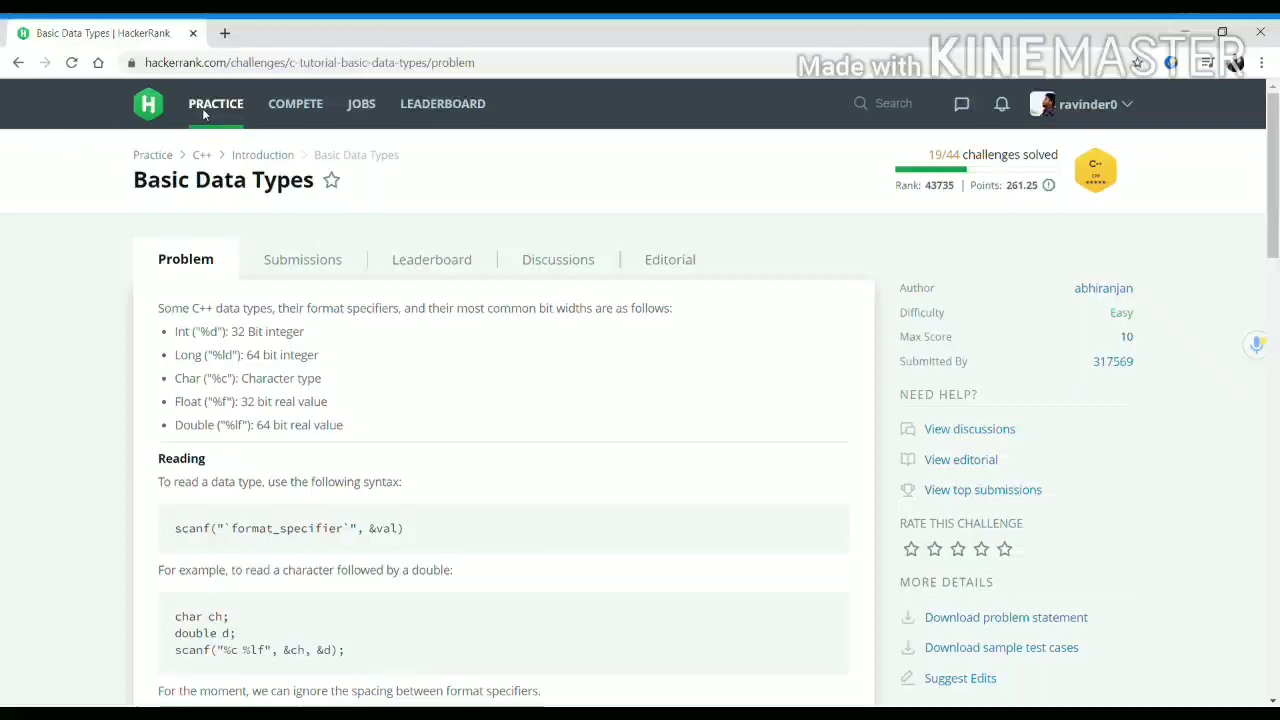 Basic Data Types | HackerRank
hackerrank.com/challenges/c-tutorial-basic-data-types/problem
Made with KINEMASTER
H
PRACTICE
COMPETE
JOBS
LEADERBOARD
Search
ravinder0
Practice > C++ > Introduction > Basic Data Types
Basic Data Types
19/44 challenges solved
Rank: 43735 | Points: 261.25
C++
CPP
Problem
Submissions
Leaderboard
Discussions
Editorial
Some C++ data types, their format specifiers, and their most common bit widths are as follows:
• Int ("%d"): 32 Bit integer
• Long ("%ld"): 64 bit integer
• Char ("%c"): Character type
• Float ("%f"): 32 bit real value
• Double ("%lf"): 64 bit real value
Reading
To read a data type, use the following syntax:
scanf("`format_specifier`", &val)
For example, to read a character followed by a double:
char ch;
double d;
scanf("%c %lf", &ch, &d);
For the moment, we can ignore the spacing between format specifiers.
Author abhiranjan
Difficulty Easy
Max Score 10
Submitted By 317569
NEED HELP?
View discussions
View editorial
View top submissions
RATE THIS CHALLENGE
MORE DETAILS
Download problem statement
Download sample test cases
Suggest Edits